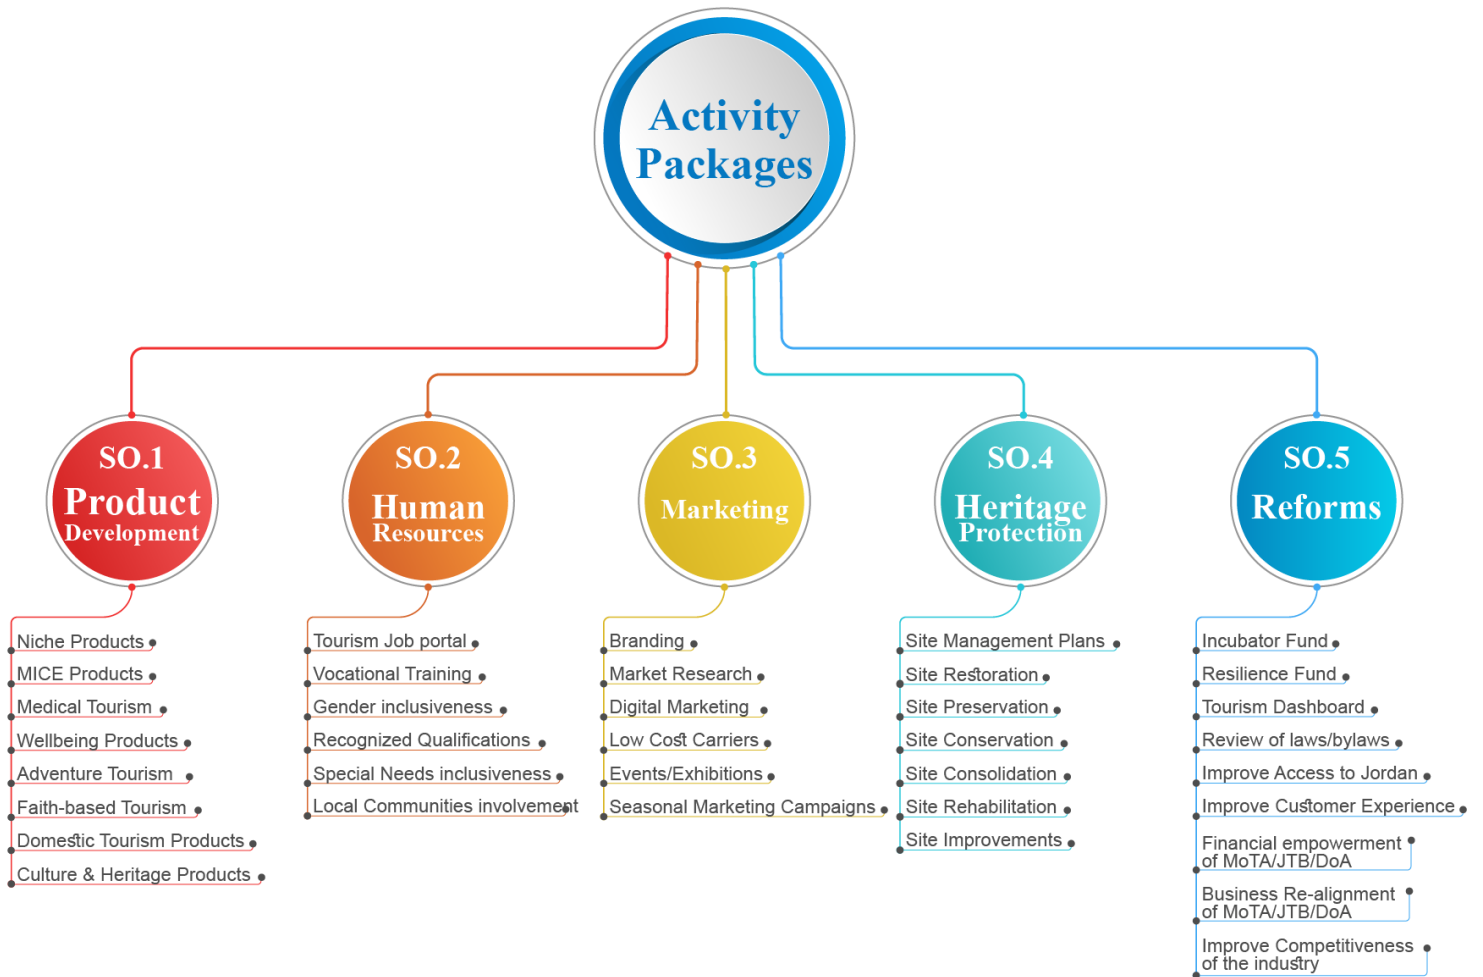 Activity
Packages
SO.1
Product
Development
Niche Products
MICE Products
Medical Tourism
Wellbeing Products
Adventure Tourism
Faith-based Tourism
Domestic Tourism Products
Culture & Heritage Products
SO.2
Human
Resources
Tourism Job portal
Vocational Training
Gender inclusiveness
Recognized Qualifications
Special Needs inclusiveness
Local Communities involvement
SO.3
Marketing
Branding
Market Research
Digital Marketing
Low Cost Carriers
Events/Exhibitions
Seasonal Marketing Campaigns
SO.4
Heritage
Protection
Site Management Plans
Site Restoration
Site Preservation
Site Conservation
Site Consolidation
Site Rehabilitation
Site Improvements
SO.5
Reforms
Incubator Fund
Resilience Fund
Tourism Dashboard
Review of laws/bylaws
Improve Access to Jordan
Improve Customer Experience
Financial empowerment
of MoTA/JTB/DoA
Business Re-alignment
of MoTA/JTB/DoA
Improve Competitiveness
of the industry